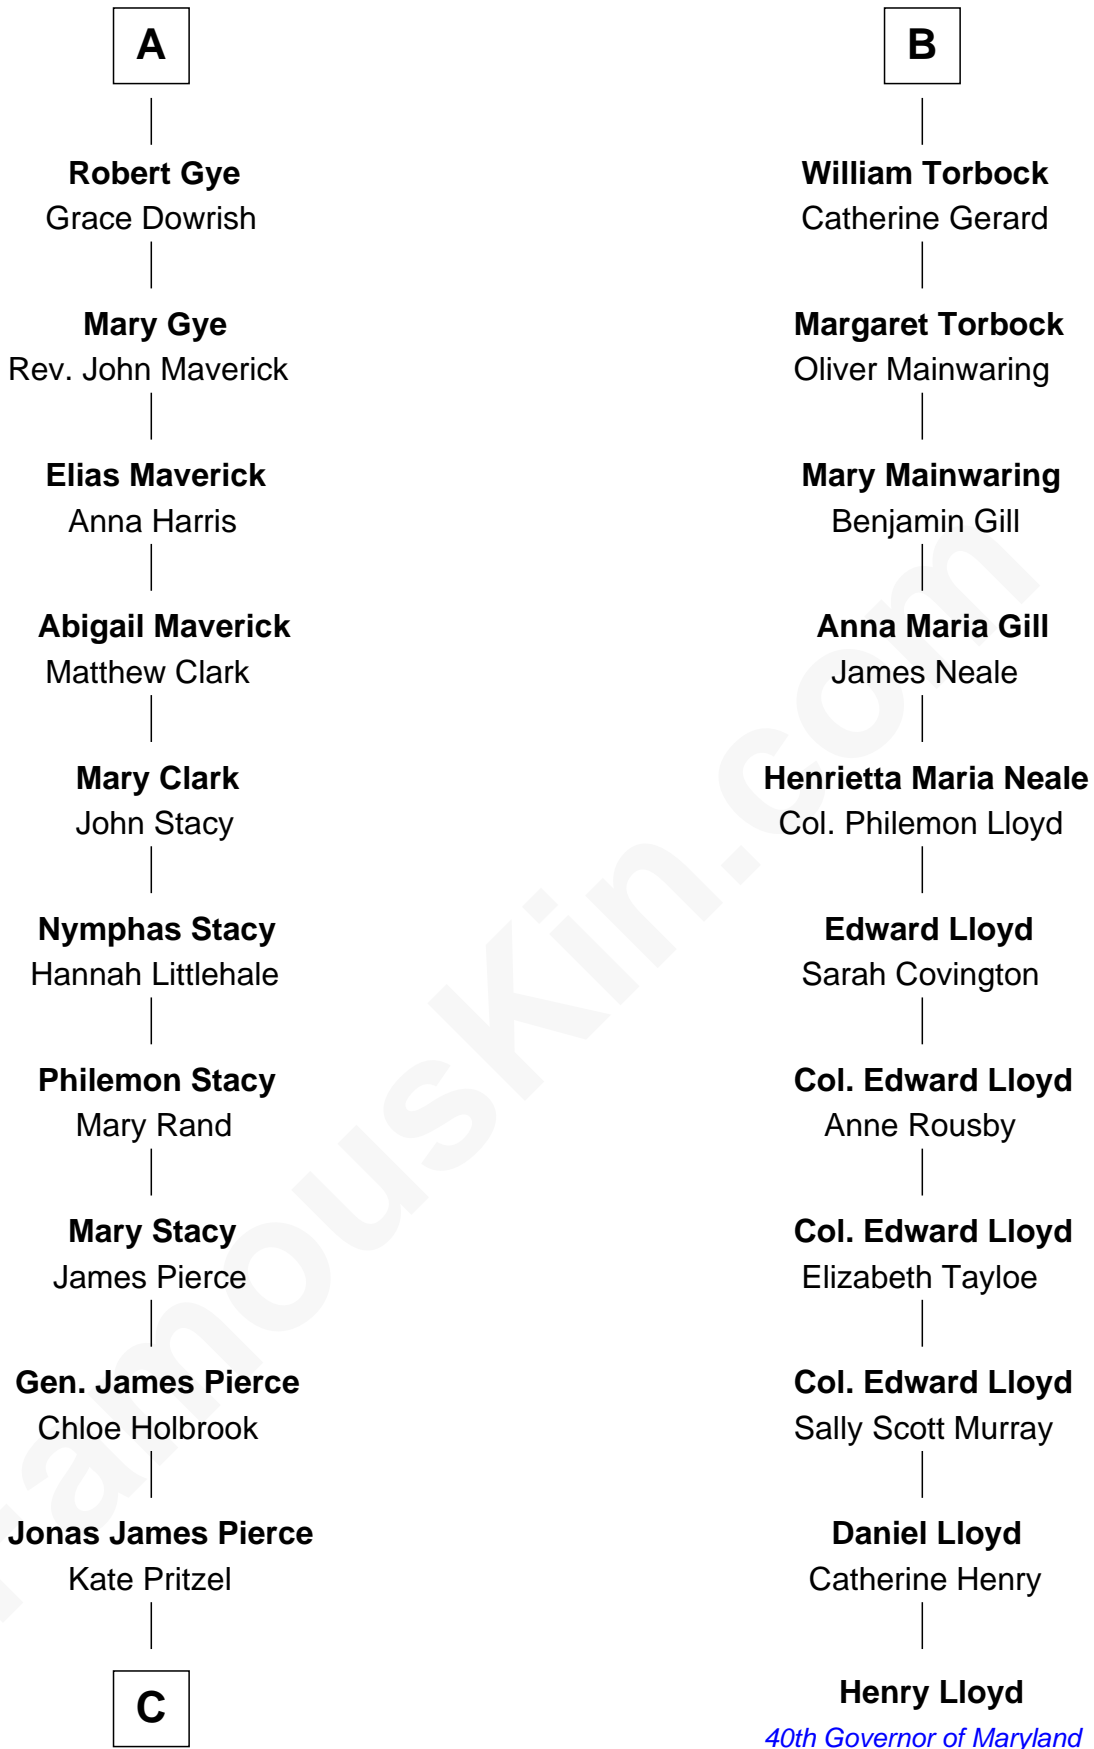 A
Robert Gye
Grace Dowrish
Mary Gye
Rev. John Maverick
Elias Maverick
Anna Harris
Abigail Maverick
Matthew Clark
Mary Clark
John Stacy
Nymphas Stacy
Hannah Littlehale
Philemon Stacy
Mary Rand
Mary Stacy
James Pierce
Gen. James Pierce
Chloe Holbrook
Jonas James Pierce
Kate Pritzel
C
B
William Torbock
Catherine Gerard
Margaret Torbock
Oliver Mainwaring
Mary Mainwaring
Benjamin Gill
Anna Maria Gill
James Neale
Henrietta Maria Neale
Col. Philemon Lloyd
Edward Lloyd
Sarah Covington
Col. Edward Lloyd
Anne Rousby
Col. Edward Lloyd
Elizabeth Tayloe
Col. Edward Lloyd
Sally Scott Murray
Daniel Lloyd
Catherine Henry
Henry Lloyd
40th Governor of Maryland
FamousKin.com